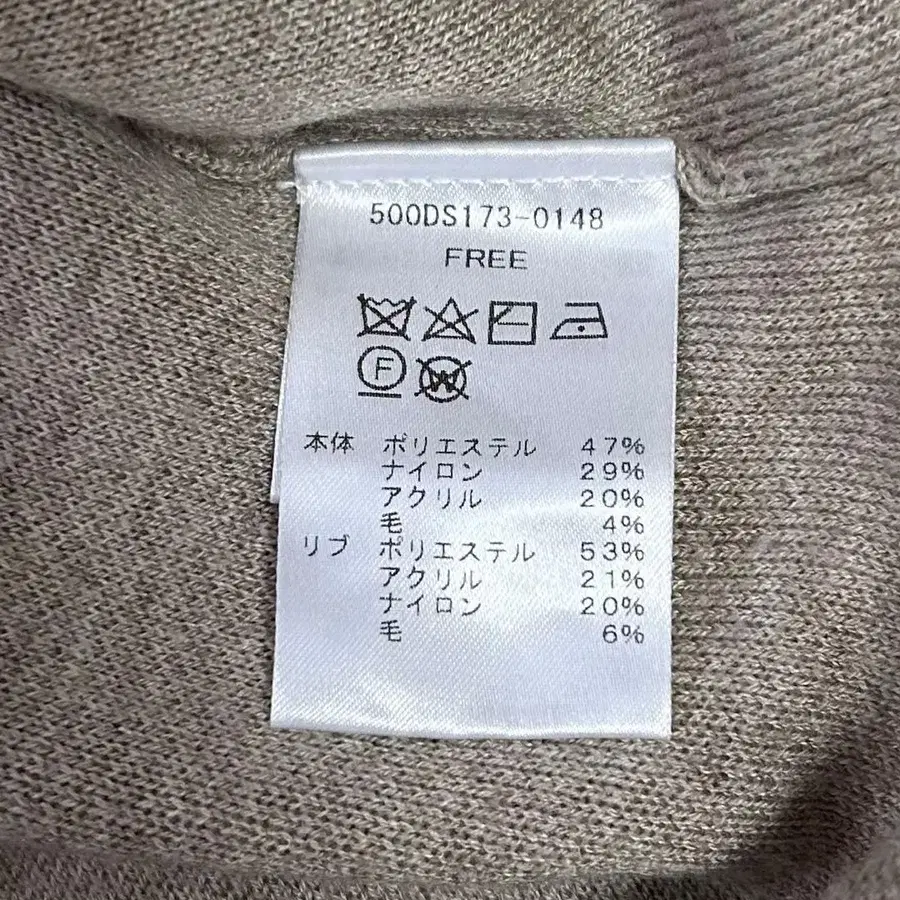 500DS173-0148
FREE
F W
本体 ポリエステル 47%
ナイロン 29%
アクリル 20%
毛 4%
リブ ポリエステル 53%
アクリル 21%
ナイロン 20%
毛 6%